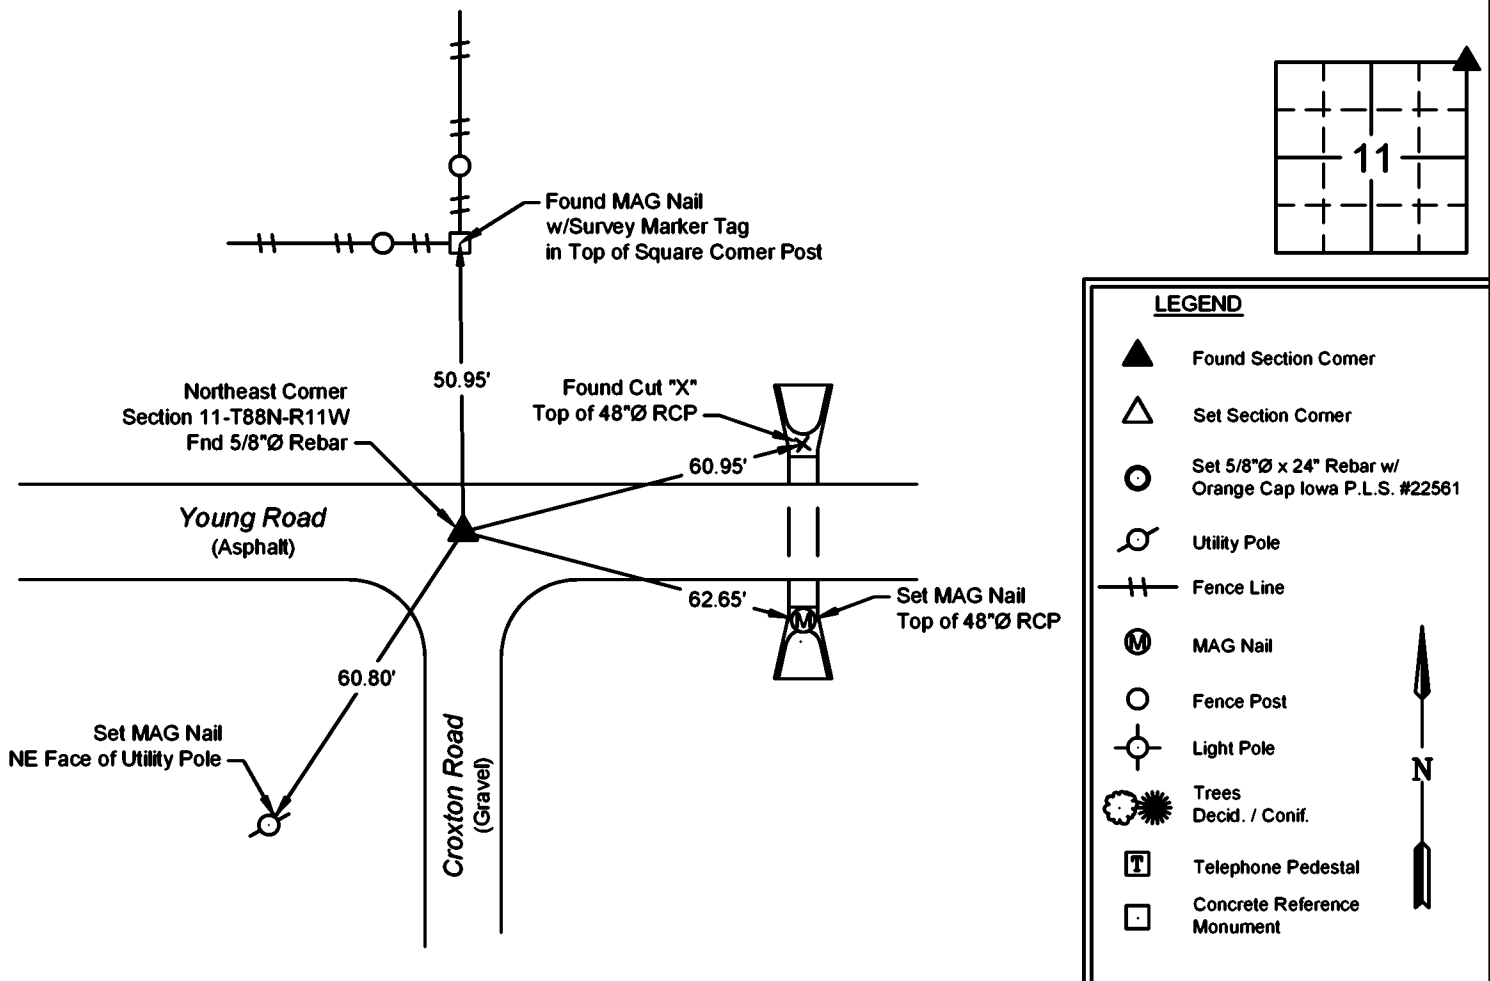 Found MAG Nail
w/Survey Marker Tag
in Top of Square Corner Post
11
Northeast Corner
Section 11-T88N-R11W
Fnd 5/8"Ø Rebar
50.95'
Found Cut "X"
Top of 48"Ø RCP
60.95'
Young Road
(Asphalt)
62.65'
Set MAG Nail
Top of 48"Ø RCP
M
60.80'
Set MAG Nail
NE Face of Utility Pole
Croxton Road
(Gravel)
LEGEND
Found Section Corner
Set Section Corner
Set 5/8"Ø x 24" Rebar w/
Orange Cap Iowa P.L.S. #22561
Utility Pole
Fence Line
M MAG Nail
Fence Post
Light Pole
Trees
Decid. / Conif.
T Telephone Pedestal
Concrete Reference
Monument
N